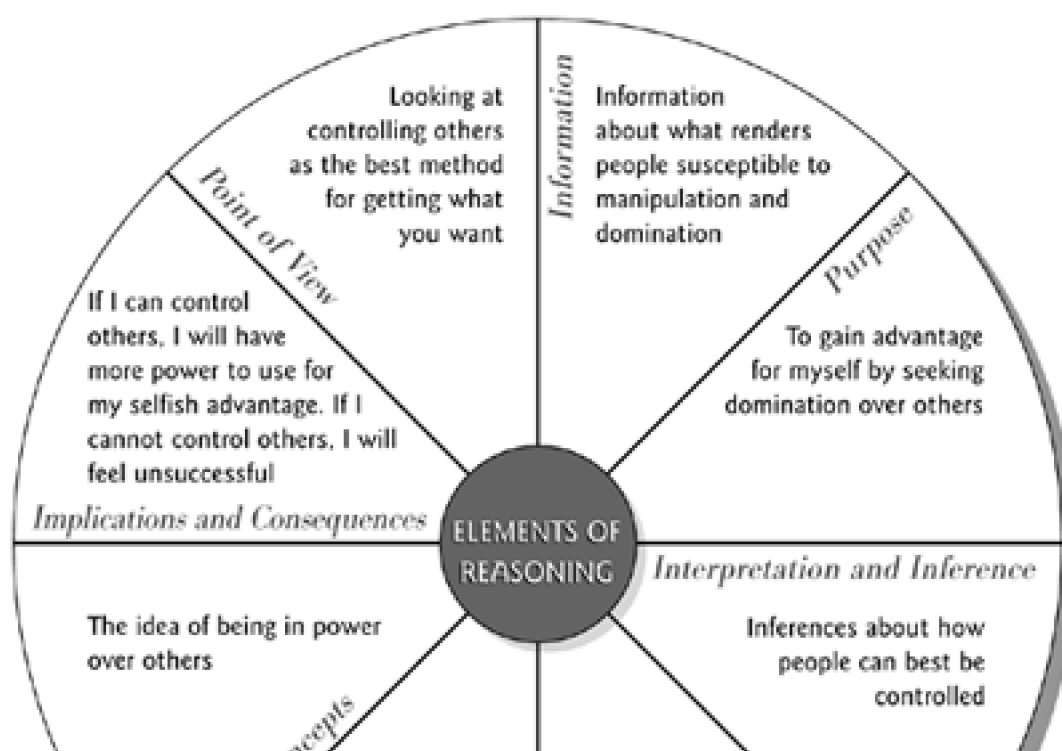 Looking at
controlling others
as the best method
for getting what
you want
Point of View
Information
Information
about what renders
people susceptible to
manipulation and
domination
Purpose
To gain advantage
for myself by seeking
domination over others
If I can control
others, I will have
more power to use for
my selfish advantage. If I
cannot control others, I will
feel unsuccessful
Implications and Consequences
ELEMENTS OF
REASONING
Interpretation and Inference
Inferences about how
people can best be
controlled
The idea of being in power
over others